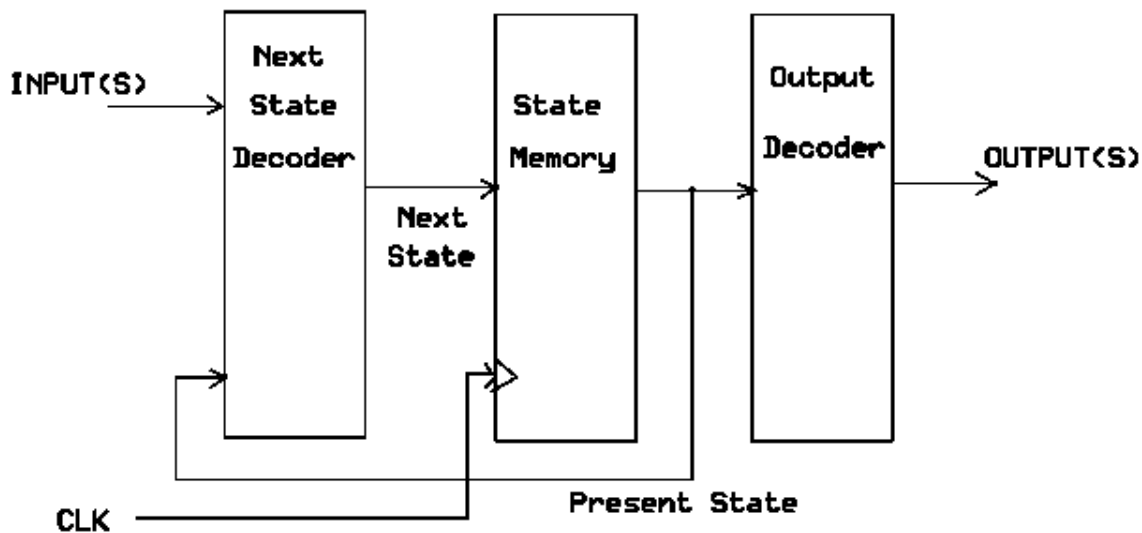 INPUT(S)
Next
State
Decoder
Next
State
State
Memory
Output
Decoder
OUTPUT(S)
Present State
CLK